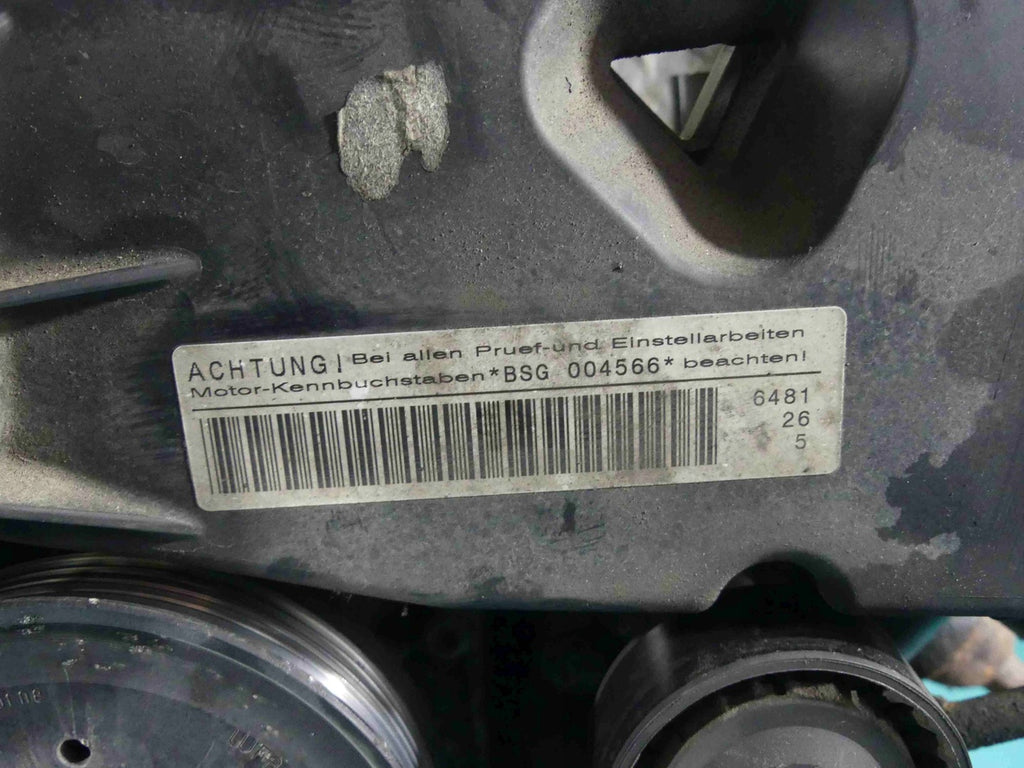 ACHTUNG! Bei allen Pruef-und Einstellarbeiten
Motor-Kennbuchstaben *BSG 004566* beachten!
6481
26
5